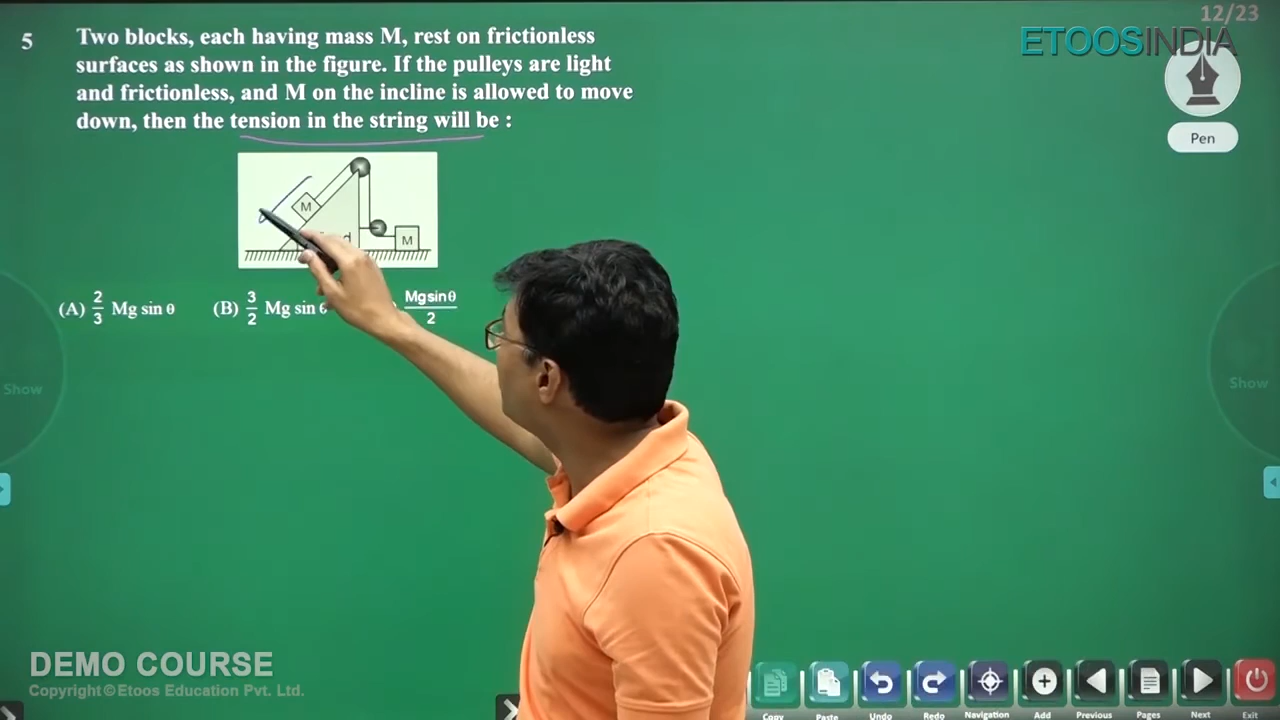 12/23
ETOOSINDIA
5 Two blocks, each having mass M, rest on frictionless
surfaces as shown in the figure. If the pulleys are light
and frictionless, and M on the incline is allowed to move
down, then the tension in the string will be :
Pen
M
M
(A) 2/3 Mg sin θ (B) 3/2 Mg sin θ Mgsinθ/2
Show
Show
DEMO COURSE
Copyright © Etoos Education Pvt. Ltd.
Copy Paste Undo Redo Navigation Add Previous Pages Next Exit